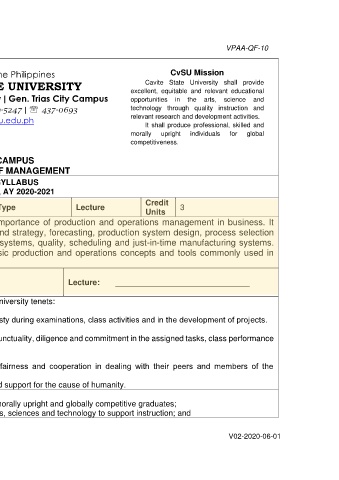 VPAA-QF-10
he Philippines
E UNIVERSITY
y | Gen. Trias City Campus
-5247 | ☏ 437-0693
u.edu.ph
CvSU Mission
Cavite State University shall provide
excellent, equitable and relevant educational
opportunities in the arts, science and
technology through quality instruction and
relevant research and development activities.
It shall produce professional, skilled and
morally upright individuals for global
competitiveness.
CAMPUS
F MANAGEMENT
SYLLABUS
, AY 2020-2021
Type Lecture Credit Units 3
mportance of production and operations management in business. It
nd strategy, forecasting, production system design, process selection
systems, quality, scheduling and just-in-time manufacturing systems.
sic production and operations concepts and tools commonly used in
Lecture: ______________________________
niversity tenets:
sty during examinations, class activities and in the development of projects.
unctuality, diligence and commitment in the assigned tasks, class performance
fairness and cooperation in dealing with their peers and members of the
d support for the cause of humanity.
morally upright and globally competitive graduates;
s, sciences and technology to support instruction; and
V02-2020-06-01